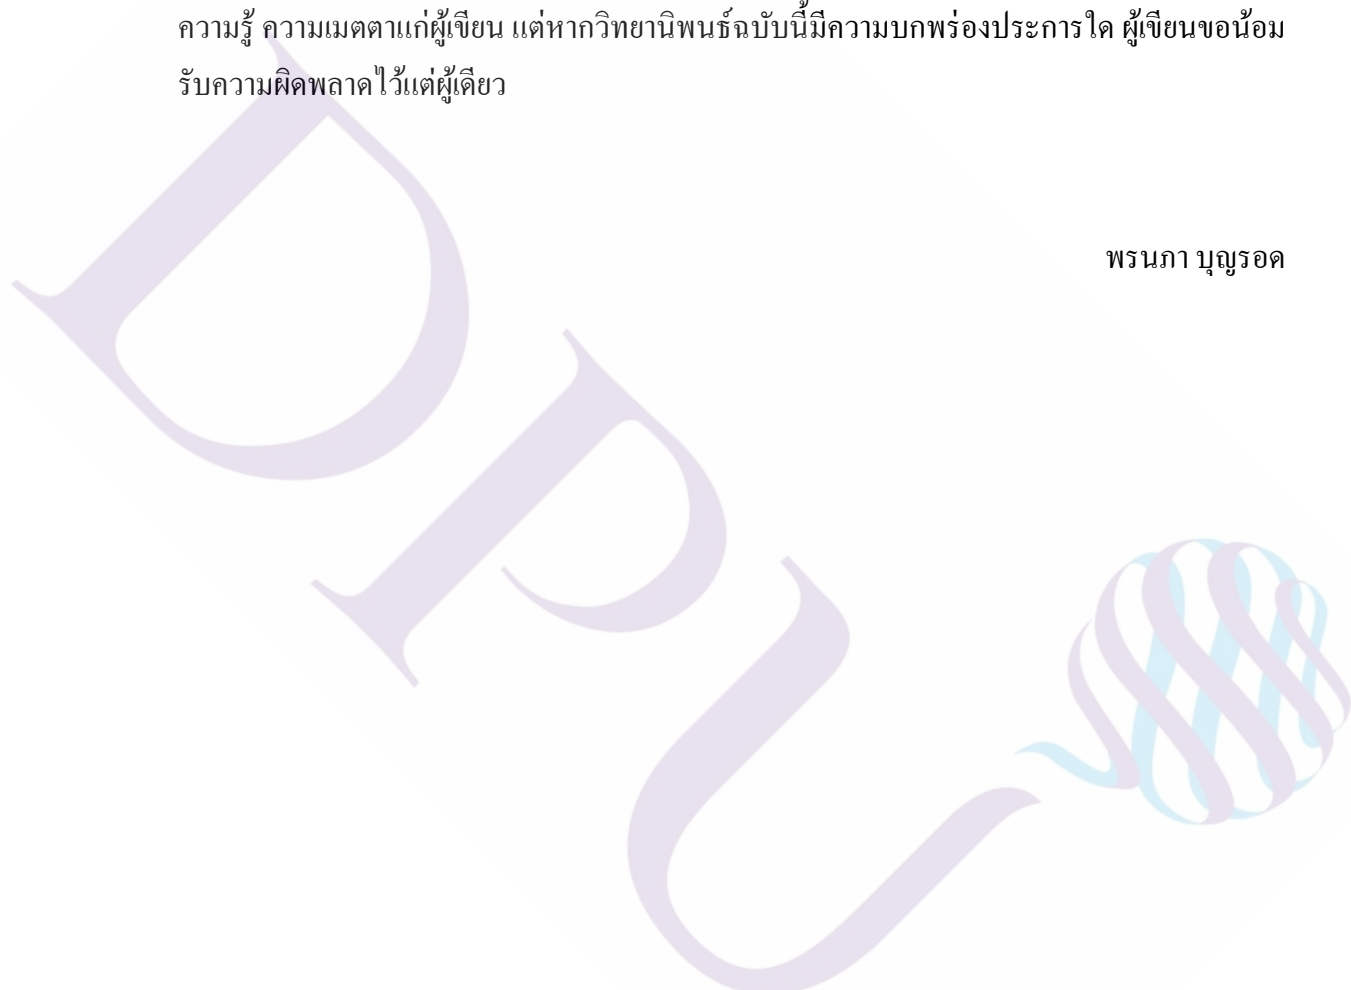 ความรู้ ความเมตตาแก่ผู้เขียน แต่หากวิทยานิพนธ์ฉบับนี้มีความบกพร่องประการใด ผู้เขียนขอน้อม
รับความผิดพลาดไว้แต่ผู้เดียว
พรนภา บุญรอด
DPU